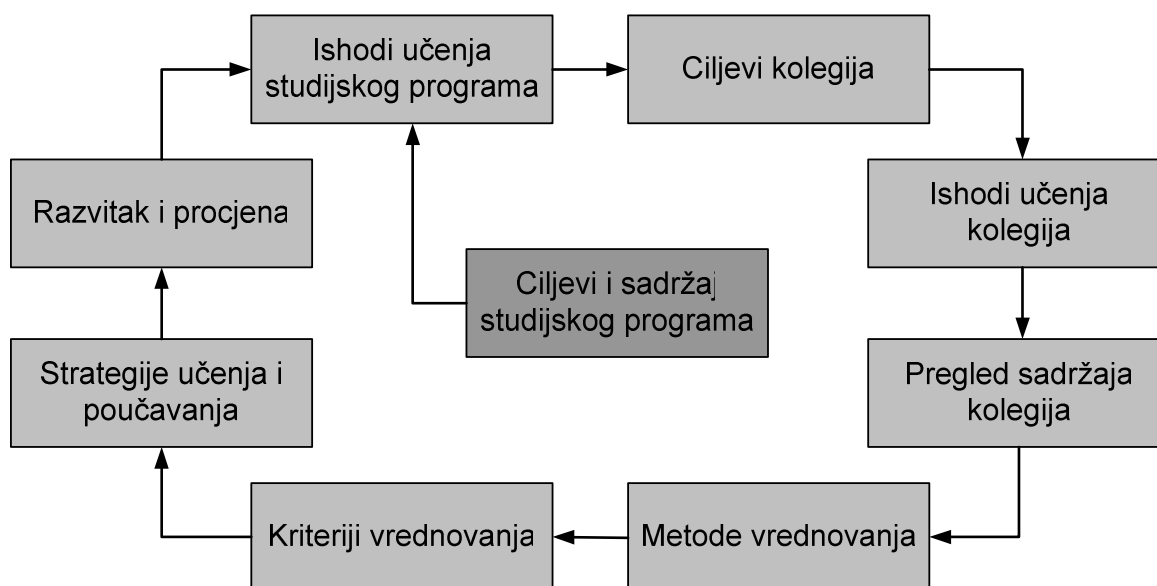 Ishodi učenja
studijskog programa
Ciljevi kolegija
Razvitak i procjena
Ishodi učenja
kolegija
Ciljevi i sadržaj
studijskog programa
Strategije učenja i
poučavanja
Pregled sadržaja
kolegija
Kriteriji vrednovanja
Metode vrednovanja